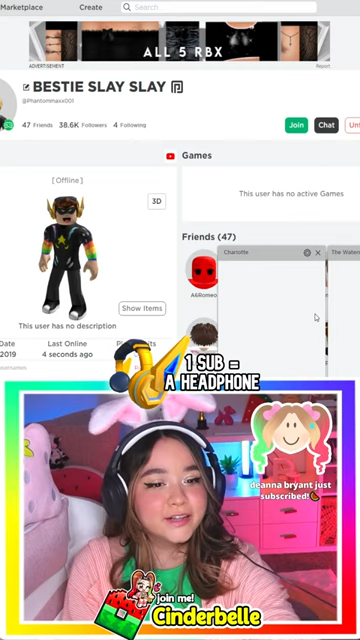 Marketplace
Create
Search
ALL 5 RBX
ADVERTISEMENT
Report
BESTIE SLAY SLAY
@Phantommaxx001
47 Friends 38.6K Followers 4 Following
Join
Chat
Games
[Offline]
3D
This user has no active Games
Friends (47)
Charlotte
The Waters
A6Romeo
Show Items
This user has no description
Date
Last Online
2019
4 seconds ago
1 SUB =
A HEADPHONE
deanna bryant just
subscribed!
join me!
Cinderbelle